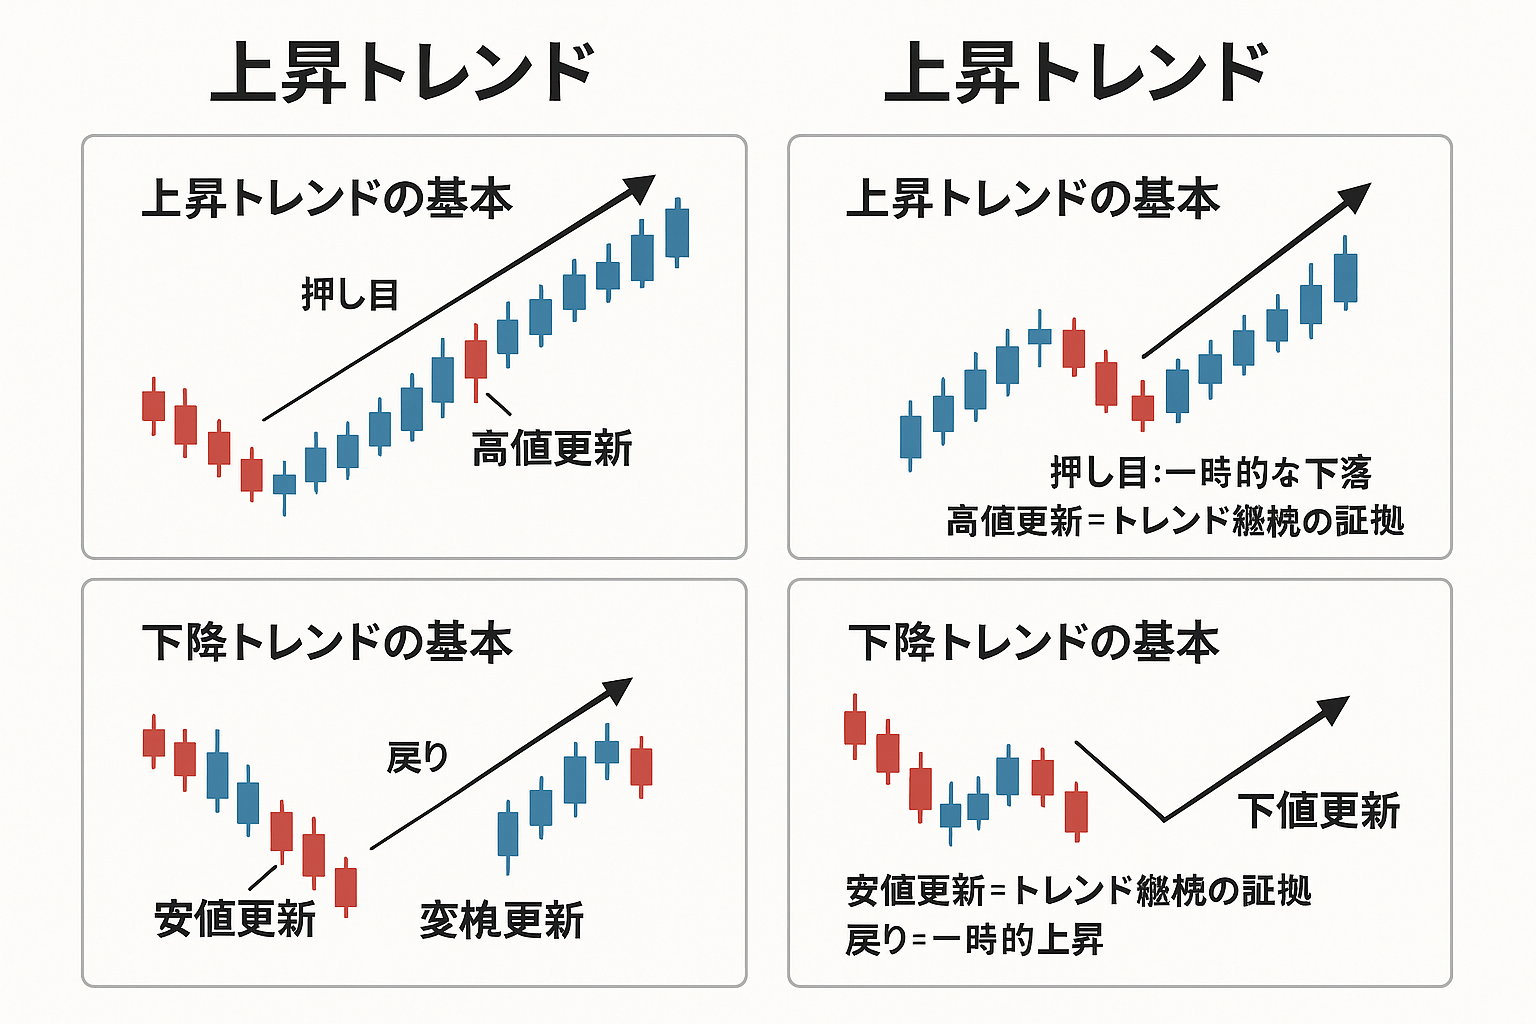 上昇トレンド
上昇トレンド
上昇トレンドの基本
押し目
高値更新
上昇トレンドの基本
押し目:一時的な下落
高値更新=トレンド継の証拠
下降トレンドの基本
戻り
安値更新
変更新
下降トレンドの基本
下値更新
安値更新=トレンド継の証拠
戻り=一時的上昇